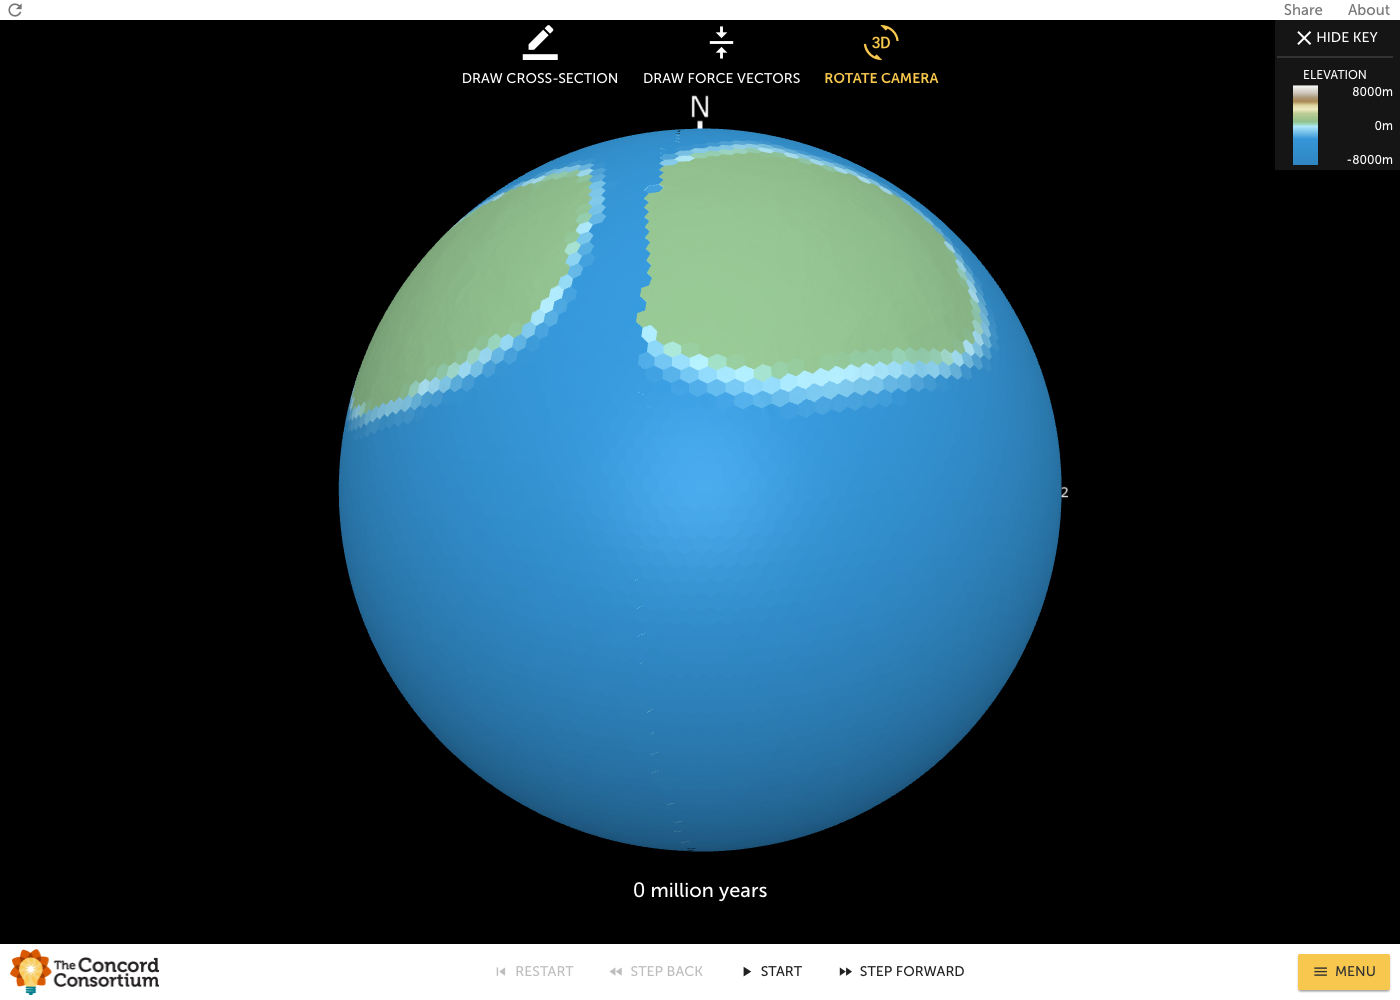 Share About
DRAW CROSS-SECTION DRAW FORCE VECTORS 3D ROTATE CAMERA
HIDE KEY
ELEVATION
8000m
0m
-8000m
N
2
0 million years
The Concord
Consortium
RESTART STEP BACK START STEP FORWARD MENU